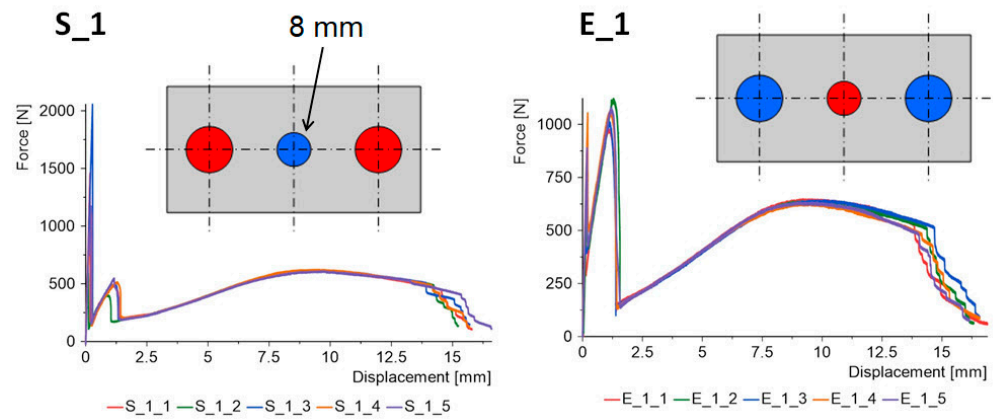 S_1
8 mm
Force [N]
2000
1500
1000
500
0
0
2.5
5
7.5
10
12.5
15
Displacement [mm]
S_1_1 S_1_2 S_1_3 S_1_4 S_1_5
E_1
Force [N]
1000
750
500
250
0
0
2.5
5
7.5
10
12.5
15
Displacement [mm]
E_1_1 E_1_2 E_1_3 E_1_4 E_1_5